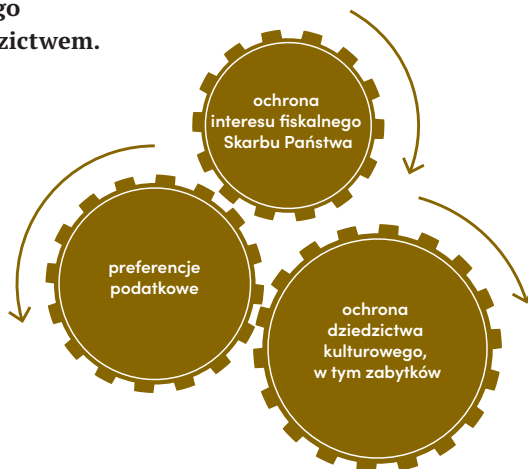 go
zictwem.
ochrona
interesu fiskalnego
Skarbu Państwa
preferencje
podatkowe
ochrona
dziedzictwa
kulturowego,
w tym zabytków